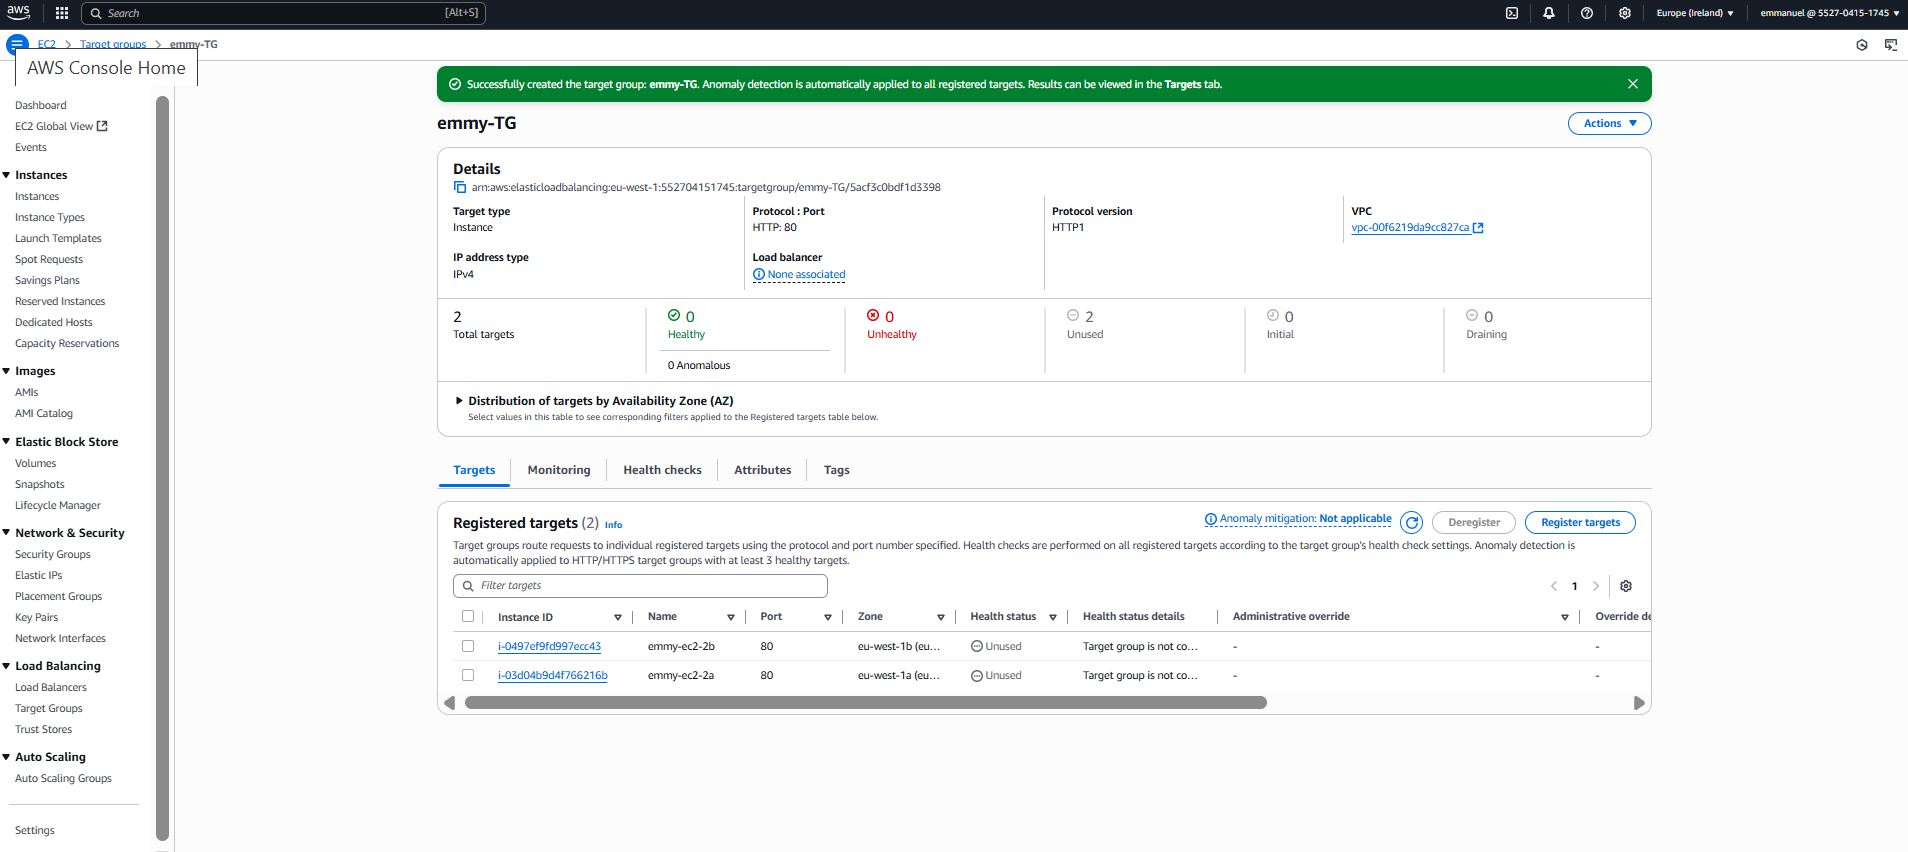 aws
Search
[Alt+S]
Europe (Ireland)
emmanuel @ 5527-0415-1745
EC2
Target groups
emmy-TG
AWS Console Home
Dashboard
EC2 Global View
Events
Instances
Instances
Instance Types
Launch Templates
Spot Requests
Savings Plans
Reserved Instances
Dedicated Hosts
Capacity Reservations
Images
AMIs
AMI Catalog
Elastic Block Store
Volumes
Snapshots
Lifecycle Manager
Network & Security
Security Groups
Elastic IPs
Placement Groups
Key Pairs
Network Interfaces
Load Balancing
Load Balancers
Target Groups
Trust Stores
Auto Scaling
Auto Scaling Groups
Settings
Successfully created the target group: emmy-TG. Anomaly detection is automatically applied to all registered targets. Results can be viewed in the Targets tab.
emmy-TG
Actions
Details
arn:aws:elasticloadbalancing:eu-west-1:552704151745:targetgroup/emmy-TG/5acf3c0bdf1d3398
Target type
Instance
Protocol : Port
HTTP: 80
Protocol version
HTTP1
VPC
vpc-00f6219da9cc827ca
IP address type
IPv4
Load balancer
None associated
2
Total targets
0
Healthy
0 Anomalous
0
Unhealthy
2
Unused
0
Initial
0
Draining
Distribution of targets by Availability Zone (AZ)
Select values in this table to see corresponding filters applied to the Registered targets table below.
Targets
Monitoring
Health checks
Attributes
Tags
Registered targets (2) Info
Anomaly mitigation: Not applicable
Deregister
Register targets
Target groups route requests to individual registered targets using the protocol and port number specified. Health checks are performed on all registered targets according to the target group's health check settings. Anomaly detection is
automatically applied to HTTP/HTTPS target groups with at least 3 healthy targets.
Filter targets
1
Instance ID Name Port Zone Health status Health status details Administrative override Override de
i-0497ef9fd997ecc43 emmy-ec2-2b 80 eu-west-1b (eu... Unused Target group is not co... - -
i-03d04b9d4f766216b emmy-ec2-2a 80 eu-west-1a (eu... Unused Target group is not co... - -